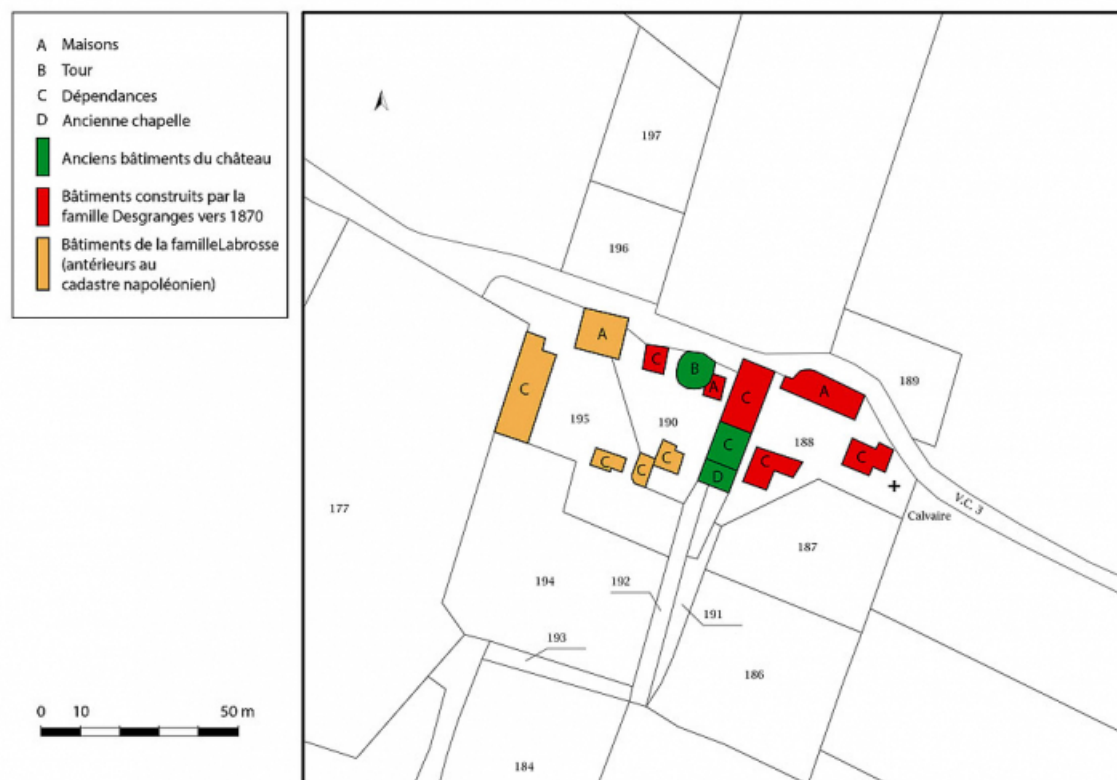 A Maisons
B Tour
C Dépendances
D Ancienne chapelle
Anciens bâtiments du château
Bâtiments construits par la
famille Desgranges vers 1870
Bâtiments de la familleLabrosse
(antérieurs au
cadastre napoléonien)
197
196
189
A
C
B
A
C
A
C
195
190
188
C
C
C
C
C
C
D
177
V.C. 3
Calvaire
187
194
192
191
193
186
184
0 10 50 m